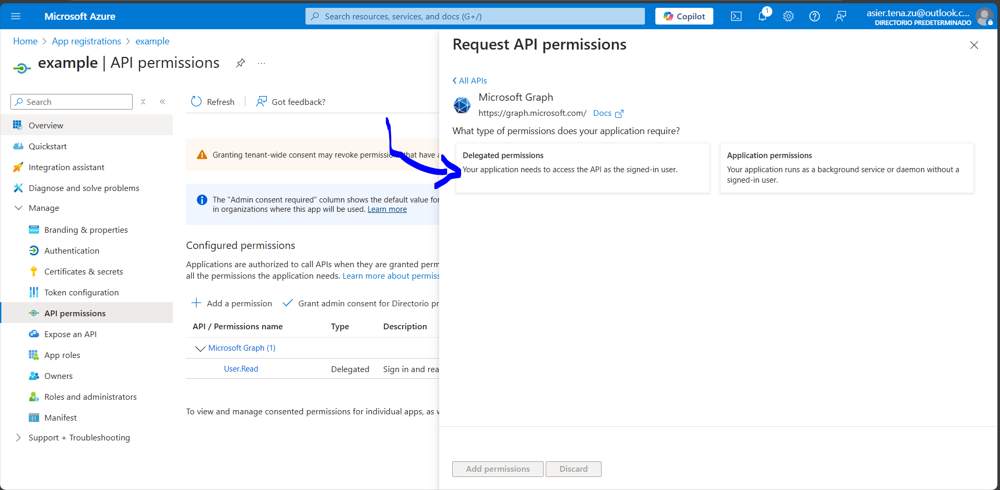 Microsoft Azure
Search resources, services, and docs (G+/)
Copilot
1
asier.tena.zu@outlook.c...
DIRECTORIO PREDETERMINADO
Home > App registrations > example
example | API permissions
...
Search
Overview
Quickstart
Integration assistant
Diagnose and solve problems
Manage
Branding & properties
Authentication
Certificates & secrets
Token configuration
API permissions
Expose an API
App roles
Owners
Roles and administrators
Manifest
Support + Troubleshooting
Refresh
Got feedback?
Granting tenant-wide consent may revoke that have
The "Admin consent required" column shows the default value for
in organizations where this app will be used. Learn more
Configured permissions
Applications are authorized to call APIs when they are granted perm
all the permissions the application needs. Learn more about permiss
Add a permission
Grant admin consent for Directorio pr
API / Permissions name Type Description
Microsoft Graph (1)
User.Read Delegated Sign in and rea
To view and manage consented permissions for individual apps, as w
Request API permissions
All APIs
Microsoft Graph
https://graph.microsoft.com/ Docs
What type of permissions does your application require?
Delegated permissions
Your application needs to access the API as the signed-in user.
Application permissions
Your application runs as a background service or daemon without a
signed-in user.
Add permissions
Discard